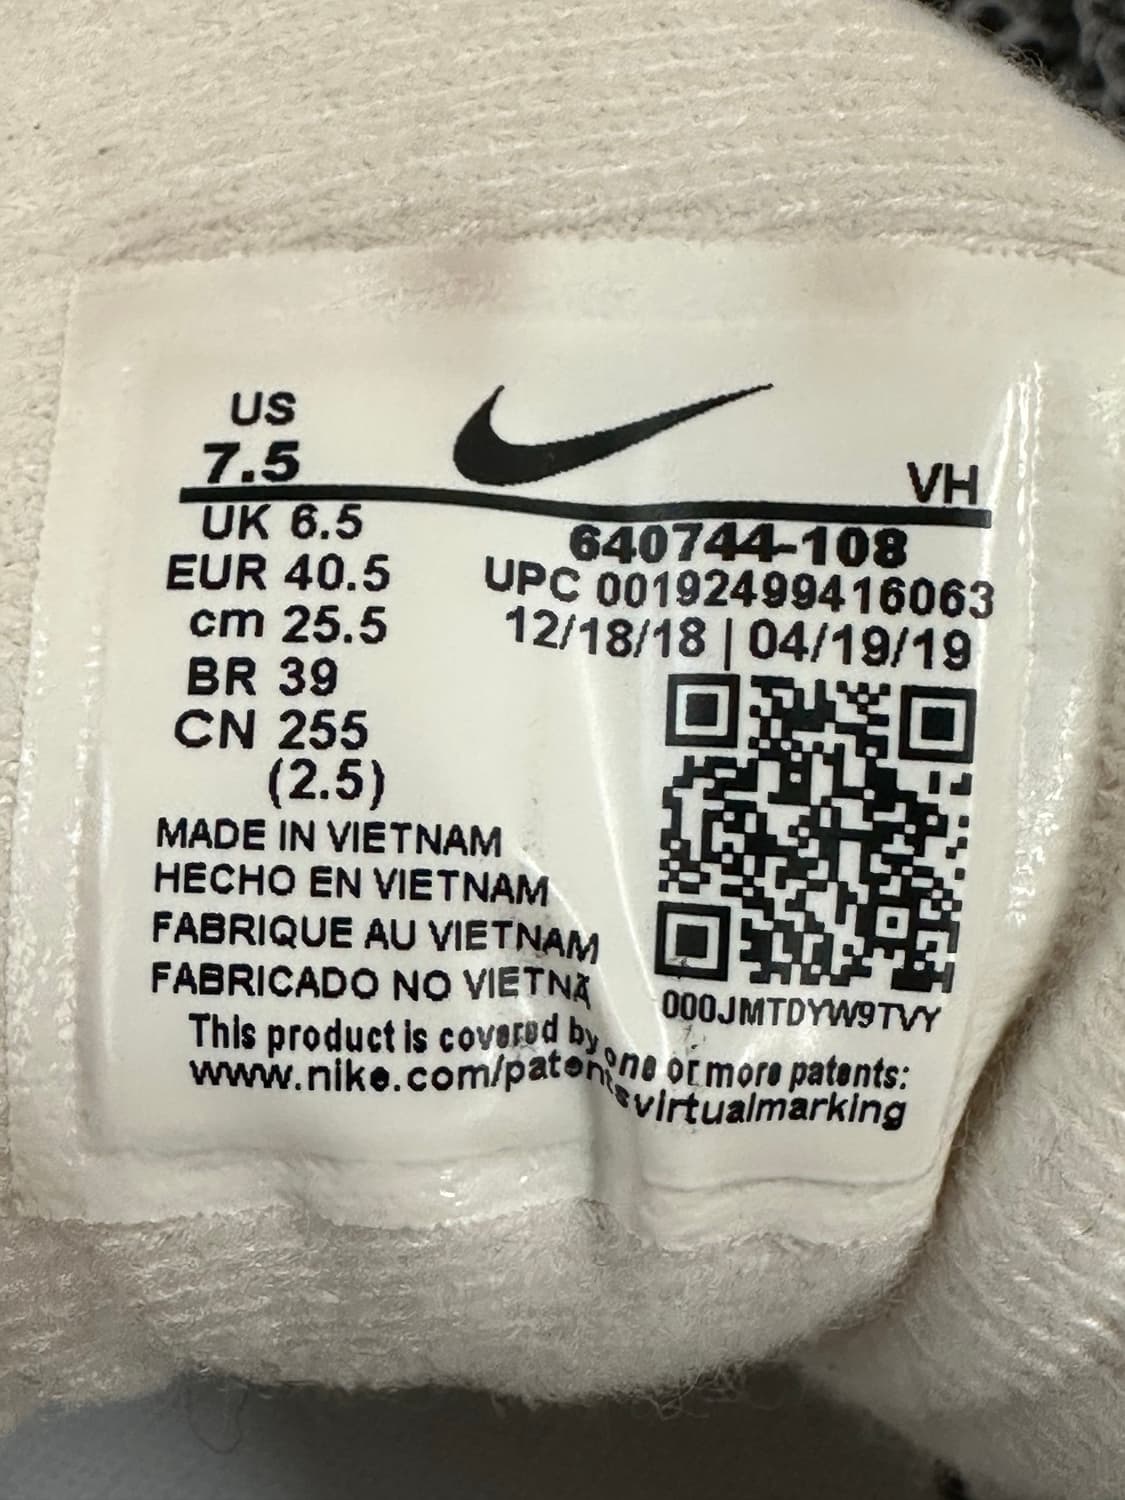 US
7.5
VH
UK 6.5
EUR 40.5
cm 25.5
BR 39
CN 255
(2.5)
640744-108
UPC 00192499416063
12/18/18 | 04/19/19
MADE IN VIETNAM
HECHO EN VIETNAM
FABRIQUE AU VIETNAM
FABRICADO NO VIETNÃ
000JMTDYW9TVY
This product is covered by one or more patents:
www.nike.com/patentsvirtualmarking